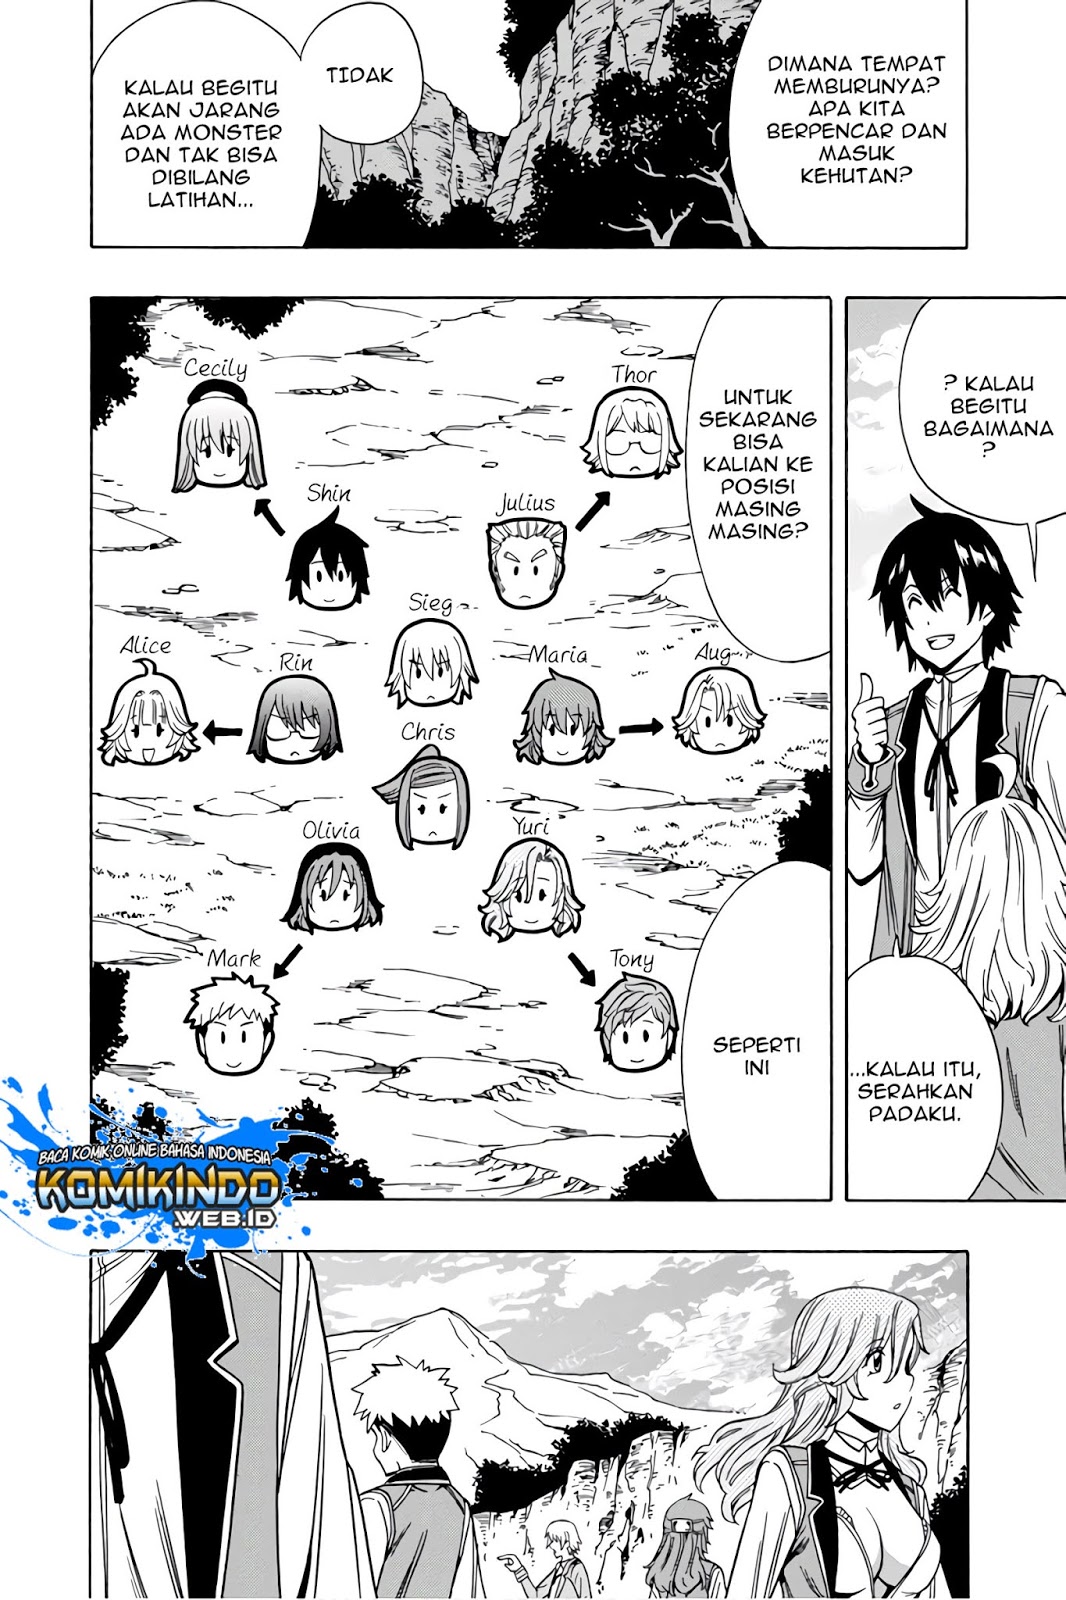 DIMANA TEMPAT
MEMBURUNYA?
APA KITA
BERPENCAR DAN
MASUK
KEHUTAN?
TIDAK
KALAU BEGITU
AKAN JARANG
ADA MONSTER
DAN TAK BISA
DIBILANG
LATIHAN...
? KALAU
BEGITU
BAGAIMANA
?
...KALAU ITU,
SERAHKAN
PADAKU.
UNTUK
SEKARANG
BISA
KALIAN KE
POSISI
MASING
MASING?
SEPERTI
INI
Cecily
Thor
Shin
Julius
Sieg
Alice
Rin
Maria
Aug
Chris
Olivia
Yuri
Mark
Tony
BACA KOMIK ONLINE BAHASA INDONESIA
KOMIKINDO
.WEB.ID